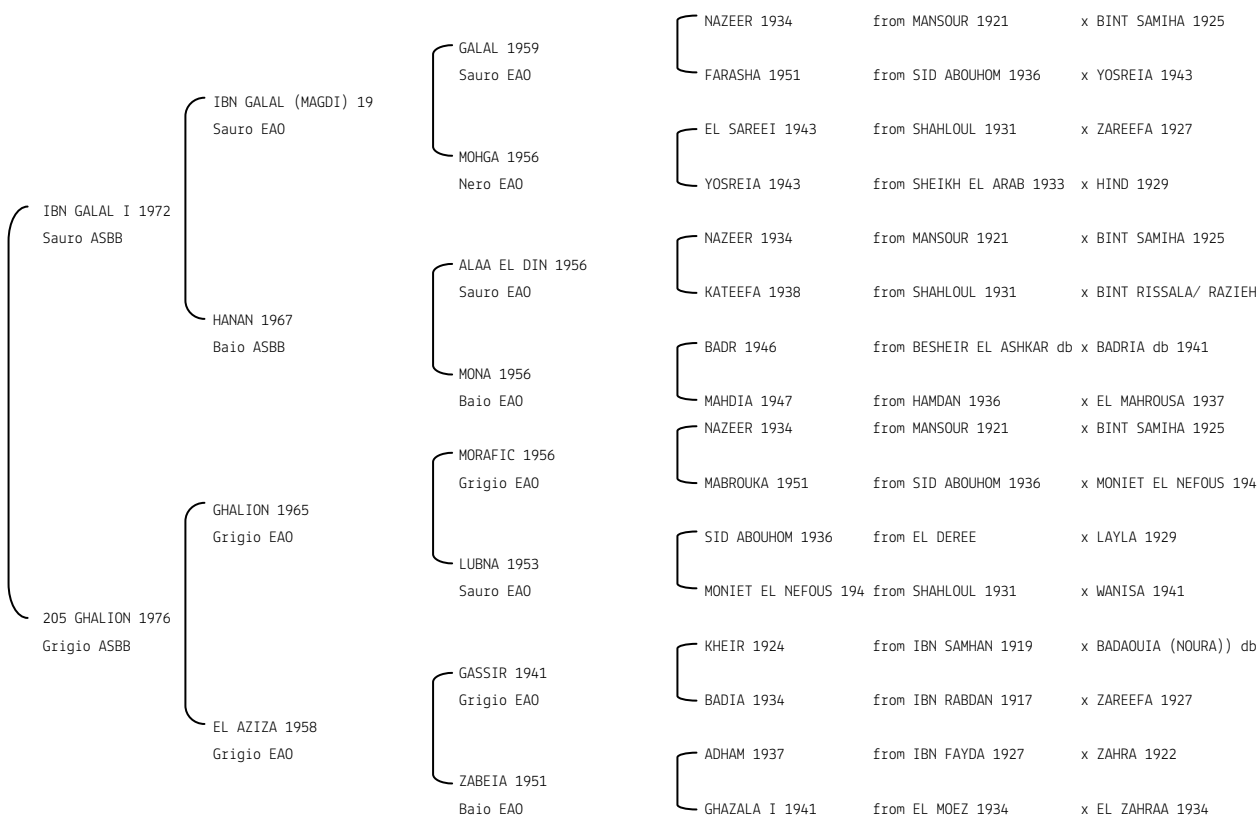 NAZEER 1934 from MANSOUR 1921 x BINT SAMIHA 1925
GALAL 1959
Sauro EAO FARASHA 1951 from SID ABOUHOM 1936 x YOSREIA 1943
IBN GALAL (MAGDI) 19
Sauro EAO EL SAREEI 1943 from SHAHLOUL 1931 x ZAREEFA 1927
MOHGA 1956
Nero EAO YOSREIA 1943 from SHEIKH EL ARAB 1933 x HIND 1929
IBN GALAL I 1972
Sauro ASBB NAZEER 1934 from MANSOUR 1921 x BINT SAMIHA 1925
ALAA EL DIN 1956
Sauro EAO KATEEFA 1938 from SHAHLOUL 1931 x BINT RISSALA/ RAZIEH
HANAN 1967
Baio ASBB BADR 1946 from BESHEIR EL ASHKAR db x BADRIA db 1941
MONA 1956
Baio EAO MAHDIA 1947 from HAMDAN 1936 x EL MAHROUSA 1937
NAZEER 1934 from MANSOUR 1921 x BINT SAMIHA 1925
MORAFIC 1956
Grigio EAO MABROUKA 1951 from SID ABOUHOM 1936 x MONIET EL NEFOUS 194
GHALION 1965
Grigio EAO SID ABOUHOM 1936 from EL DEREE x LAYLA 1929
LUBNA 1953
Sauro EAO MONIET EL NEFOUS 194 from SHAHLOUL 1931 x WANISA 1941
205 GHALION 1976
Grigio ASBB KHEIR 1924 from IBN SAMHAN 1919 x BADAOUIA (NOURA)) db
GASSIR 1941
Grigio EAO BADIA 1934 from IBN RABDAN 1917 x ZAREEFA 1927
EL AZIZA 1958
Grigio EAO ADHAM 1937 from IBN FAYDA 1927 x ZAHRA 1922
ZABEIA 1951
Baio EAO GHAZALA I 1941 from EL MOEZ 1934 x EL ZAHRAA 1934